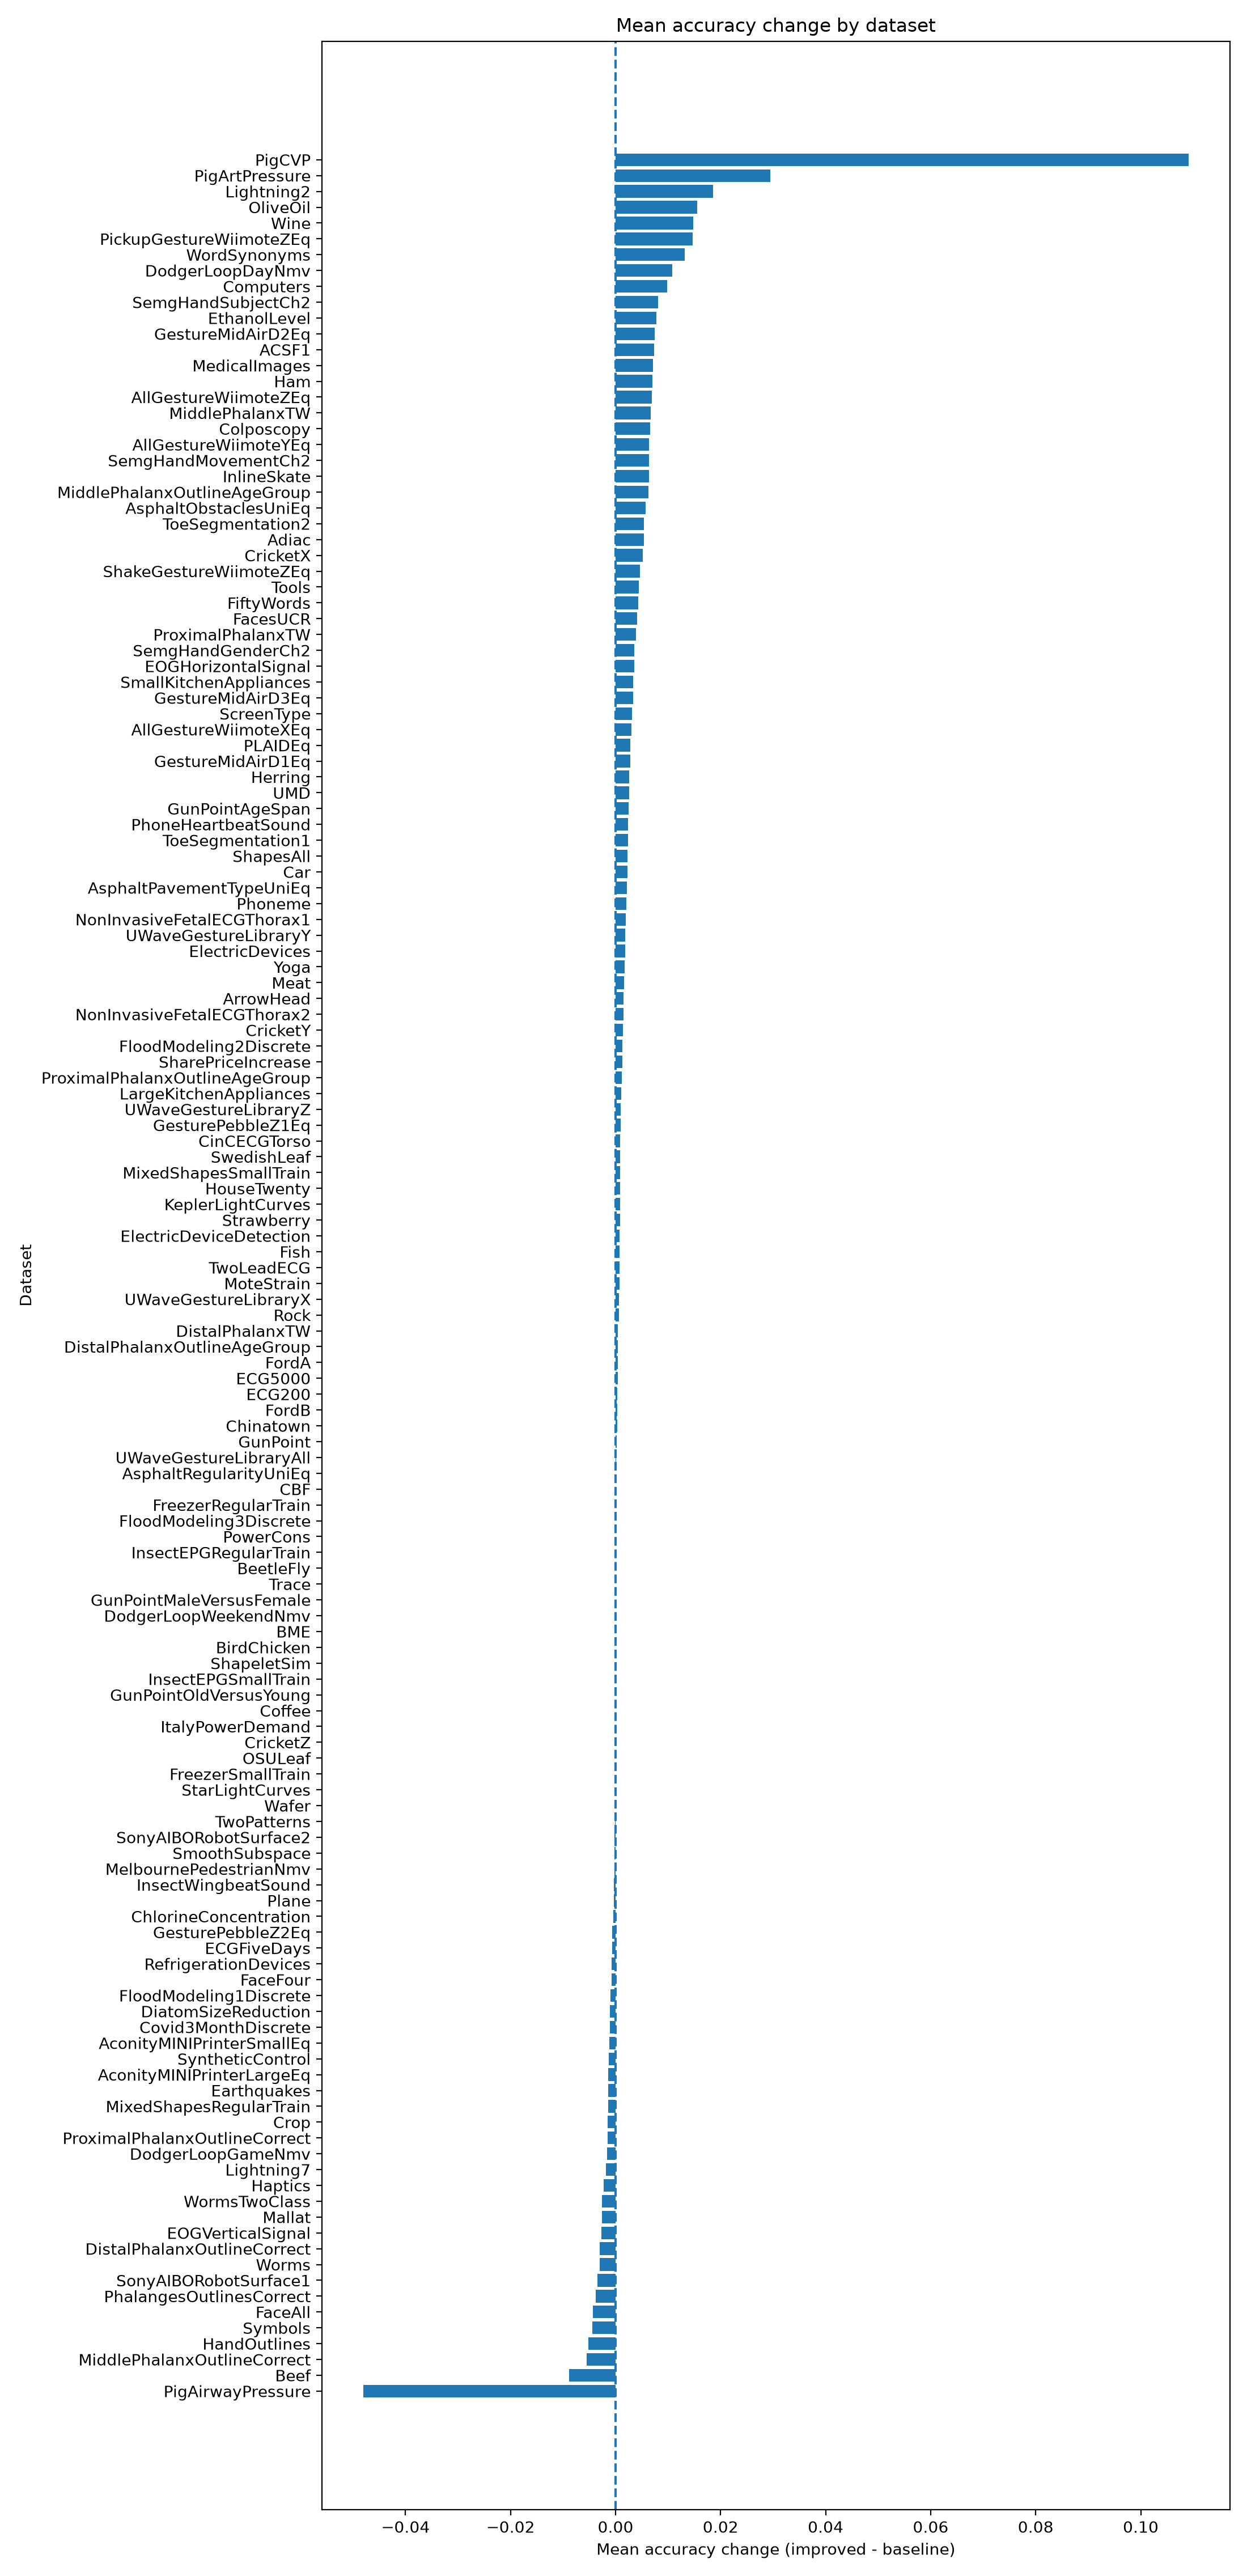 Mean accuracy change by dataset
PigCVP
PigArtPressure
Lightning2
OliveOil
Wine
PickupGestureWiimoteZEq
WordSynonyms
DodgerLoopDayNmv
Computers
SemgHandSubjectCh2
EthanolLevel
GestureMidAirD2Eq
ACSF1
MedicalImages
Ham
AllGestureWiimoteZEq
MiddlePhalanxTW
Colposcopy
AllGestureWiimoteYEq
SemgHandMovementCh2
InlineSkate
MiddlePhalanxOutlineAgeGroup
AsphaltObstaclesUniEq
ToeSegmentation2
Adiac
CricketX
ShakeGestureWiimoteZEq
Tools
FiftyWords
FacesUCR
ProximalPhalanxTW
SemgHandGenderCh2
EOGHorizontalSignal
SmallKitchenAppliances
GestureMidAirD3Eq
ScreenType
AllGestureWiimoteXEq
PLAIDEq
GestureMidAirD1Eq
Herring
UMD
GunPointAgeSpan
PhoneHeartbeatSound
ToeSegmentation1
ShapesAll
Car
AsphaltPavementTypeUniEq
Phoneme
NonInvasiveFetalECGThorax1
UWaveGestureLibraryY
ElectricDevices
Yoga
Meat
ArrowHead
NonInvasiveFetalECGThorax2
CricketY
FloodModeling2Discrete
SharePriceIncrease
ProximalPhalanxOutlineAgeGroup
LargeKitchenAppliances
UWaveGestureLibraryZ
GesturePebbleZ1Eq
CinCECGTorso
SwedishLeaf
MixedShapesSmallTrain
HouseTwenty
KeplerLightCurves
Strawberry
ElectricDeviceDetection
Fish
TwoLeadECG
MoteStrain
UWaveGestureLibraryX
Rock
DistalPhalanxTW
DistalPhalanxOutlineAgeGroup
FordA
ECG5000
ECG200
FordB
Chinatown
GunPoint
UWaveGestureLibraryAll
AsphaltRegularityUniEq
CBF
FreezerRegularTrain
FloodModeling3Discrete
PowerCons
InsectEPGRegularTrain
BeetleFly
Trace
GunPointMaleVersusFemale
DodgerLoopWeekendNmv
BME
BirdChicken
ShapeletSim
InsectEPGSmallTrain
GunPointOldVersusYoung
Coffee
ItalyPowerDemand
CricketZ
OSULeaf
FreezerSmallTrain
StarLightCurves
Wafer
TwoPatterns
SonyAIBORobotSurface2
SmoothSubspace
MelbournePedestrianNmv
InsectWingbeatSound
Plane
ChlorineConcentration
GesturePebbleZ2Eq
ECGFiveDays
RefrigerationDevices
FaceFour
FloodModeling1Discrete
DiatomSizeReduction
Covid3MonthDiscrete
AconityMINIPrinterSmallEq
SyntheticControl
AconityMINIPrinterLargeEq
Earthquakes
MixedShapesRegularTrain
Crop
ProximalPhalanxOutlineCorrect
DodgerLoopGameNmv
Lightning7
Haptics
WormsTwoClass
Mallat
EOGVerticalSignal
DistalPhalanxOutlineCorrect
Worms
SonyAIBORobotSurface1
PhalangesOutlinesCorrect
FaceAll
Symbols
HandOutlines
MiddlePhalanxOutlineCorrect
Beef
PigAirwayPressure
Dataset
−0.04 −0.02 0.00 0.02 0.04 0.06 0.08 0.10
Mean accuracy change (improved - baseline)